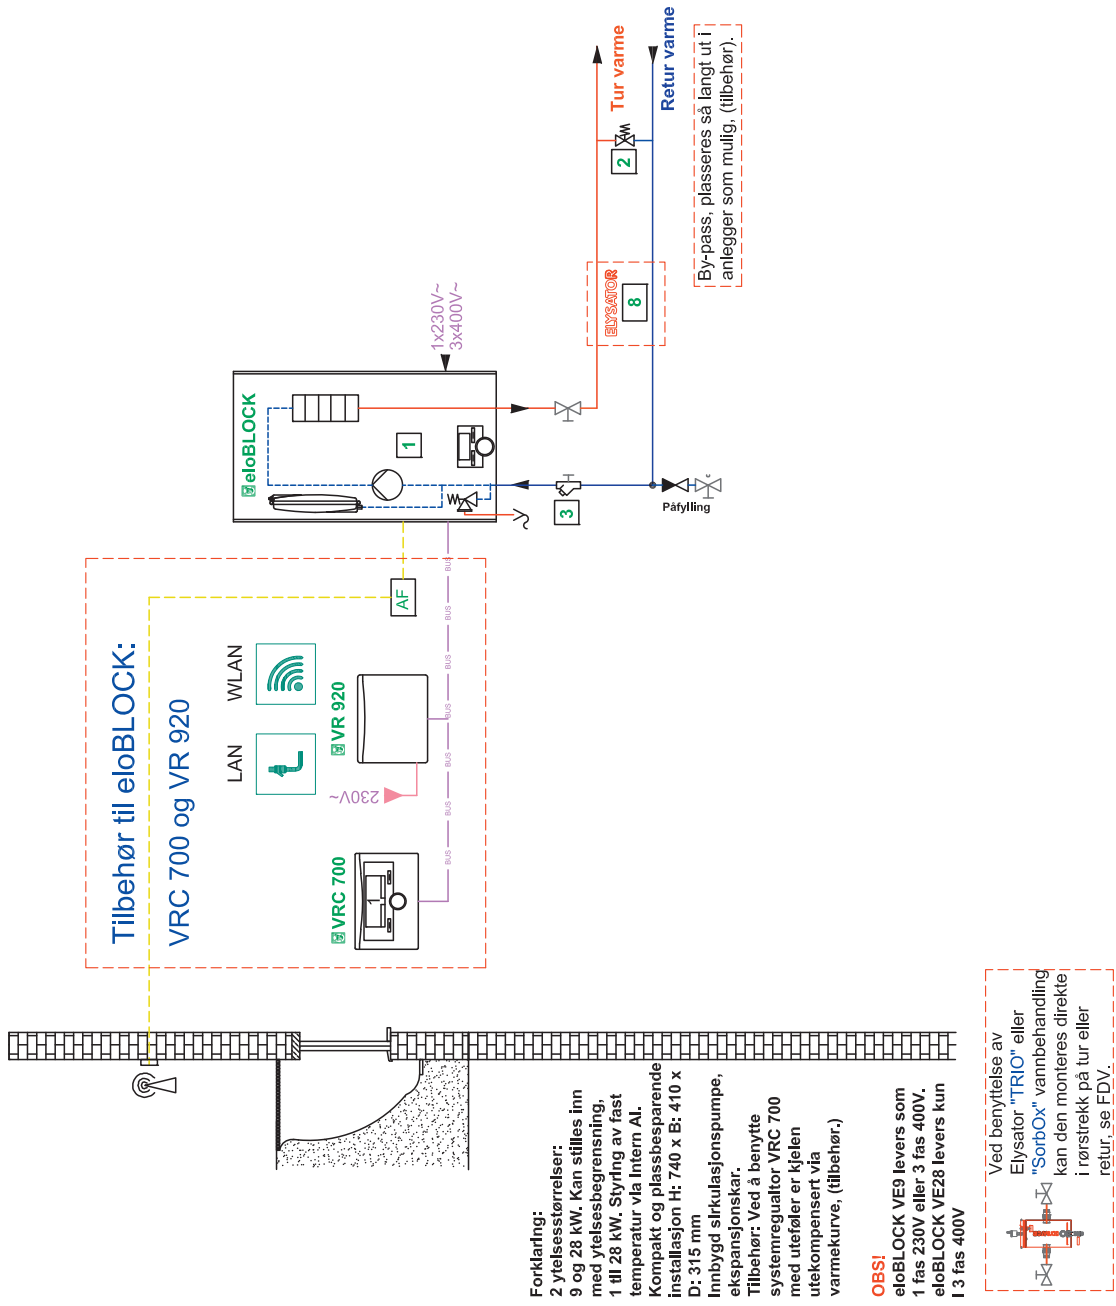 Tilbehør til eloBLOCK:
VRC 700 og VR 920
LAN
WLAN
VRC 700
VR 920
230V~
AF
BUS
BUS
BUS
BUS
BUS
1
eloBLOCK
1
1x230V~
3x400V~
3
Påfylling
ELYSATOR
8
2
Tur varme
Retur varme
By-pass, plasseres så langt ut i
anlegger som mulig, (tilbehør).
Forklaring:
2 ytelsesstørrelser:
9 og 28 kW. Kan stilles inn
med ytelsesbegrensning,
1 till 28 kW. Styring av fast
temperatur via Intern AI.
Kompakt og plassbesparende
installasjon H: 740 x B: 410 x
D: 315 mm
Innbygd sirkulasjonspumpe,
ekspansjonskar.
Tilbehør: Ved å benytte
systemregualtor VRC 700
med uteføler er kjelen
utekompensert via
varmekurve, (tilbehør.)
OBS!
eloBLOCK VE9 levers som
1 fas 230V eller 3 fas 400V.
eloBLOCK VE28 levers kun
I 3 fas 400V
Ved benyttelse av
Elysator "TRIO" eller
"SorbOx" vannbehandling
kan den monteres direkte
i rørstrekk på tur eller
retur, se FDV.